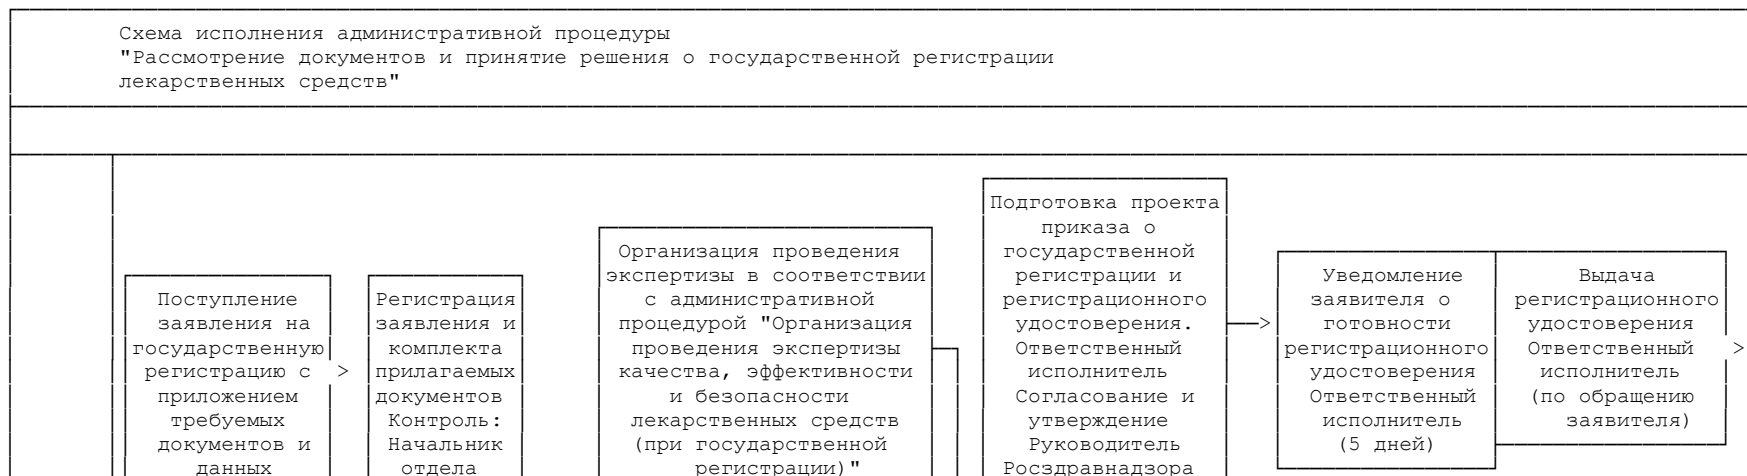 Схема исполнения административной процедуры
"Рассмотрение документов и принятие решения о государственной регистрации
лекарственных средств"
Поступление
заявления на
государственную
регистрацию с
приложением
требуемых
документов и
данных
>
Регистрация
заявления и
комплекта
прилагаемых
документов
Контроль:
Начальник
отдела
Организация проведения
экспертизы в соответствии
с административной
процедурой "Организация
проведения экспертизы
качества, эффективности
и безопасности
лекарственных средств
(при государственной
регистрации)"
Подготовка проекта
приказа о
государственной
регистрации и
регистрационного
удостоверения.
Ответственный
исполнитель
Согласование и
утверждение
Руководитель
Росздравнадзора
>
Уведомление
заявителя о
готовности
регистрационного
удостоверения
Ответственный
исполнитель
(5 дней)
Выдача
регистрационного
удостоверения
Ответственный
исполнитель
(по обращению
заявителя)
>